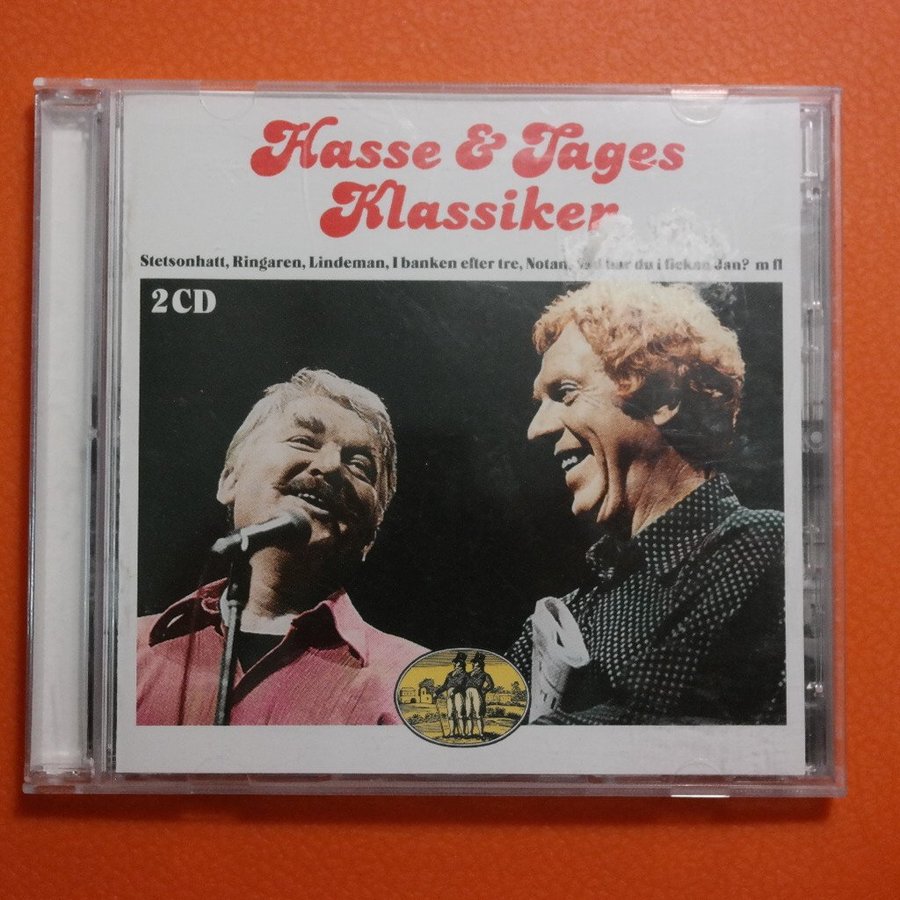 Hasse & Tages
Klassiker
Stetsonhatt, Ringaren, Lindeman, I banken efter tre, Notan, Vad har du i fickan Jan? m fl
2CD